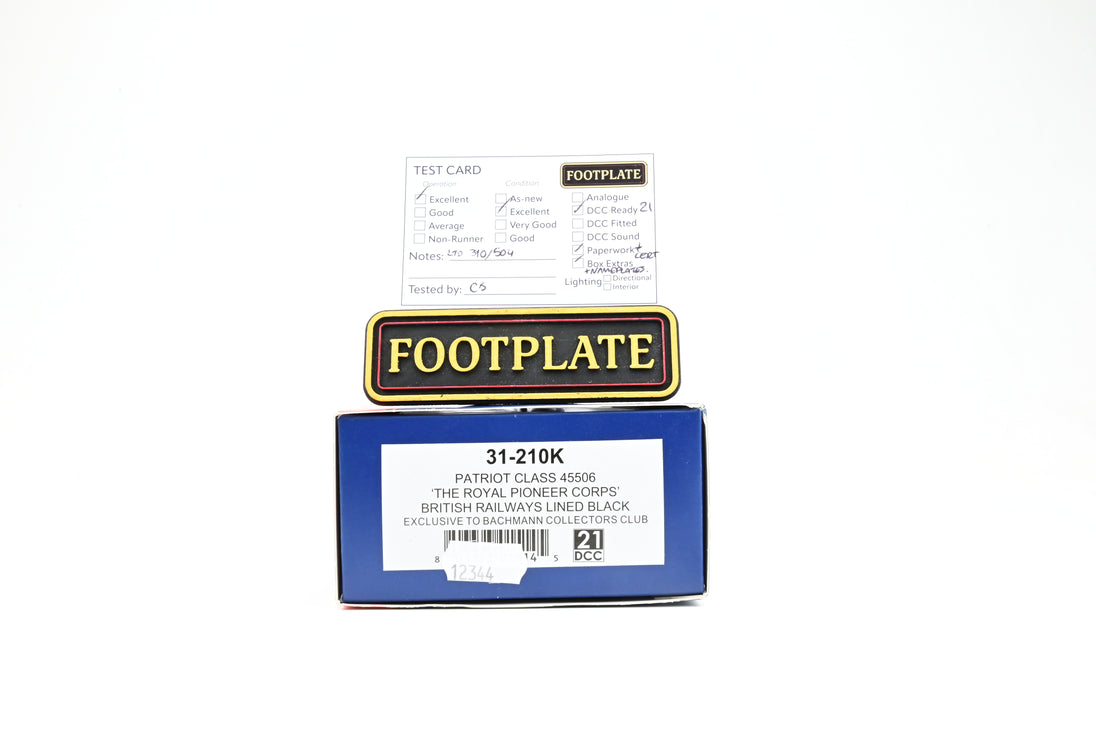 TEST CARD
FOOTPLATE
Operation
Condition
Excellent
Good
Average
Non-Runner
As-new
Excellent
Very Good
Good
Analogue
DCC Ready 21
DCC Fitted
DCC Sound
Paperwork + CERT
Box Extras
+ NAMEPLATES.
Notes: LTD 310/504
Lighting Directional
Interior
Tested by: CS
FOOTPLATE
31-210K
PATRIOT CLASS 45506
'THE ROYAL PIONEER CORPS'
BRITISH RAILWAYS LINED BLACK
EXCLUSIVE TO BACHMANN COLLECTORS CLUB
8 14 5
21
DCC
12344